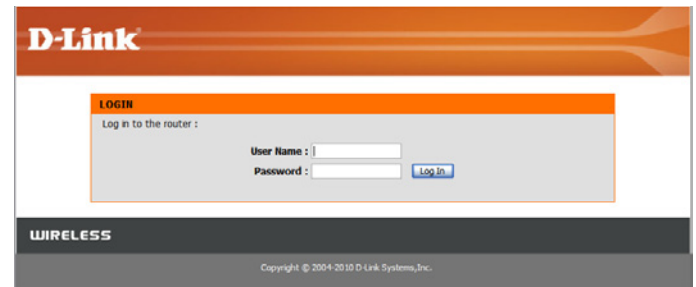 D-Link
LOGIN
Log in to the router :
User Name :
Password :
Log In
WIRELESS
Copyright © 2004-2010 D-Link Systems,Inc.